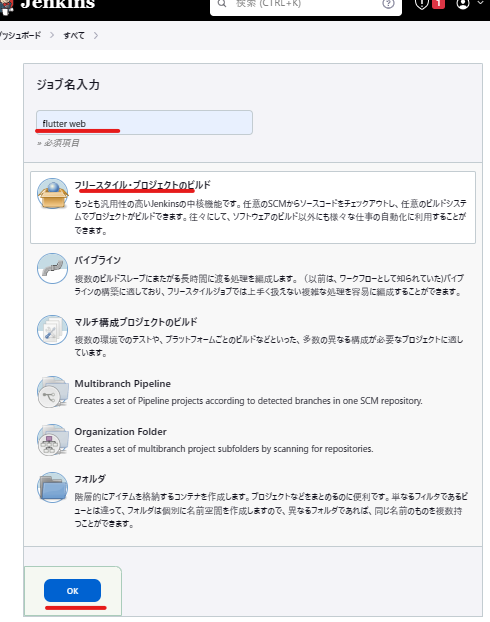 Jenkins
検索 (CTRL+K)
1
ダッシュボード
すべて
ジョブ名入力
flutter web
» 必須項目
フリースタイル・プロジェクトのビルド
もっとも汎用性の高いJenkinsの中核機能です。任意のSCMからソースコードをチェックアウトし、任意のビルドシステ
ムでプロジェクトがビルドできます。往々にして、ソフトウェアのビルド以外にも様々な仕事の自動化に利用することが
できます。
パイプライン
複数のビルドスレーブにまたがる長時間に渡る処理を編成します。（以前は、ワークフローとして知られていた)パイプ
ラインの構築に適しており、フリースタイルジョブでは上手く扱えない複雑な処理を容易に編成することができます。
マルチ構成プロジェクトのビルド
複数の環境でのテストや、プラットフォームごとのビルドなどといった、多数の異なる構成が必要なプロジェクトに適し
ています。
Multibranch Pipeline
Creates a set of Pipeline projects according to detected branches in one SCM repository.
Organization Folder
Creates a set of multibranch project subfolders by scanning for repositories.
フォルダ
階層的にアイテムを格納するコンテナを作成します。プロジェクトなどをまとめるのに便利です。単なるフィルタであるビ
ューとは違って、フォルダは個別に名前空間を作成しますので、異なるフォルダであれば、同じ名前のものを複数持
つことができます。
OK